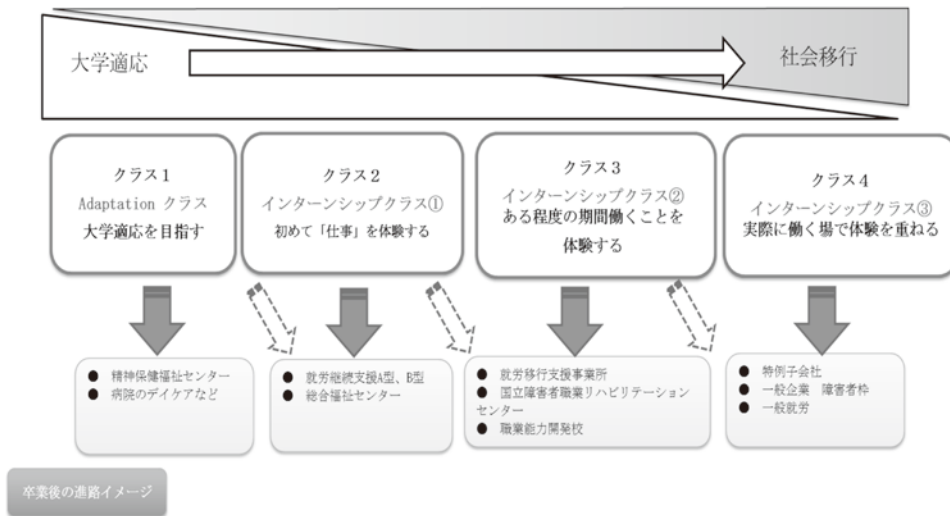 大学適応
社会移行
クラス1
Adaptation クラス
大学適応を目指す
クラス2
インターンシップクラス①
初めて「仕事」を体験する
クラス3
インターンシップクラス②
ある程度の期間働くことを
体験する
クラス4
インターンシップクラス③
実際に働く場で体験を重ねる
● 精神保健福祉センター
● 病院のデイケアなど
● 就労継続支援A型、B型
● 総合福祉センター
● 就労移行支援事業所
● 国立障害者職業リハビリテーション
センター
● 職業能力開発校
● 特例子会社
● 一般企業　障害者枠
● 一般就労
卒業後の進路イメージ